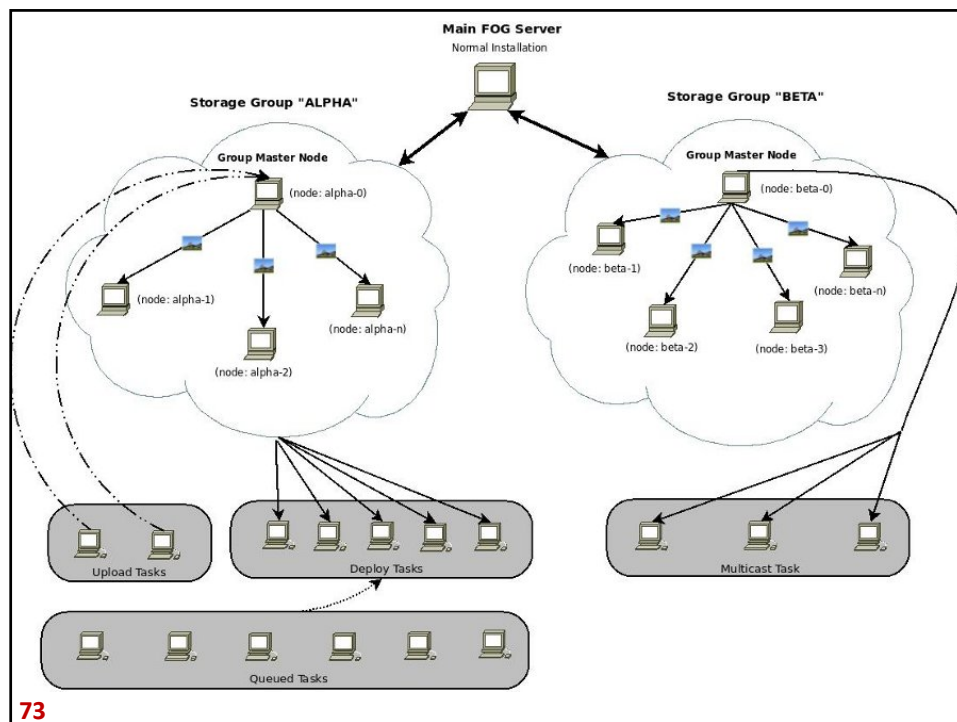 Main FOG Server
Normal Installation
Storage Group "ALPHA"
Storage Group "BETA"
Group Master Node
(node: alpha-0)
(node: alpha-1)
(node: alpha-n)
(node: alpha-2)
Group Master Node
(node: beta-0)
(node: beta-1)
(node: beta-n)
(node: beta-2)
(node: beta-3)
Upload Tasks
Deploy Tasks
Multicast Task
Queued Tasks
73